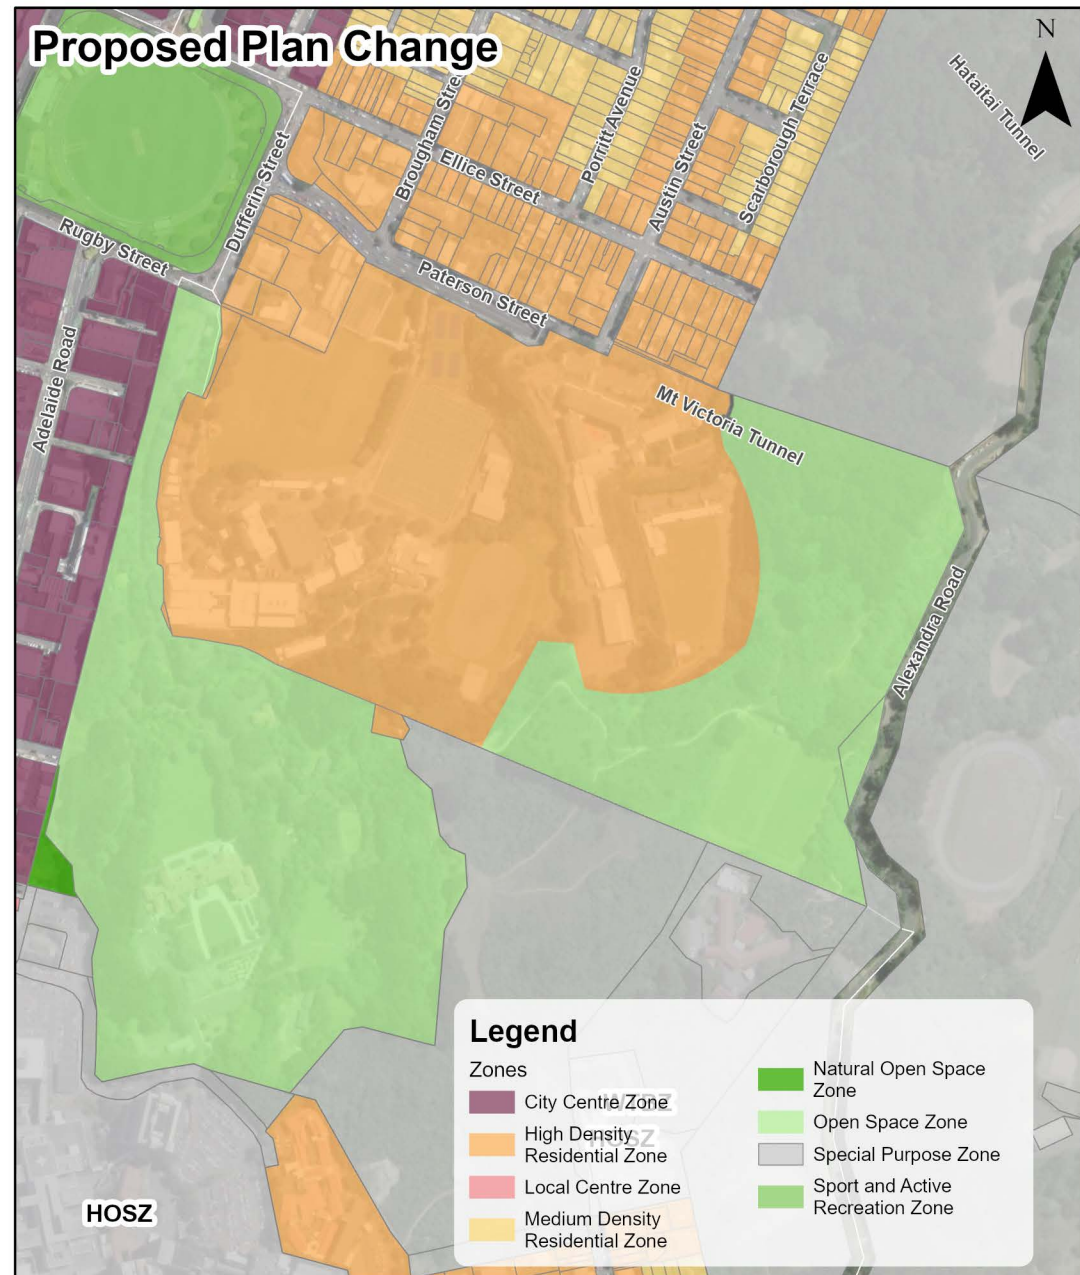 Proposed Plan Change
N
Hataitai Tunnel
Brougham Street
Porritt Avenue
Scarborough Terrace
Austin Street
Ellice Street
Dufferin Street
Rugby Street
Paterson Street
Adelaide Road
Mt Victoria Tunnel
Alexandra Road
HOSZ
Legend
Zones
City Centre Zone
High Density
Residential Zone
Local Centre Zone
Medium Density
Residential Zone
Natural Open Space
Zone
Open Space Zone
Special Purpose Zone
Sport and Active
Recreation Zone
HOSZ